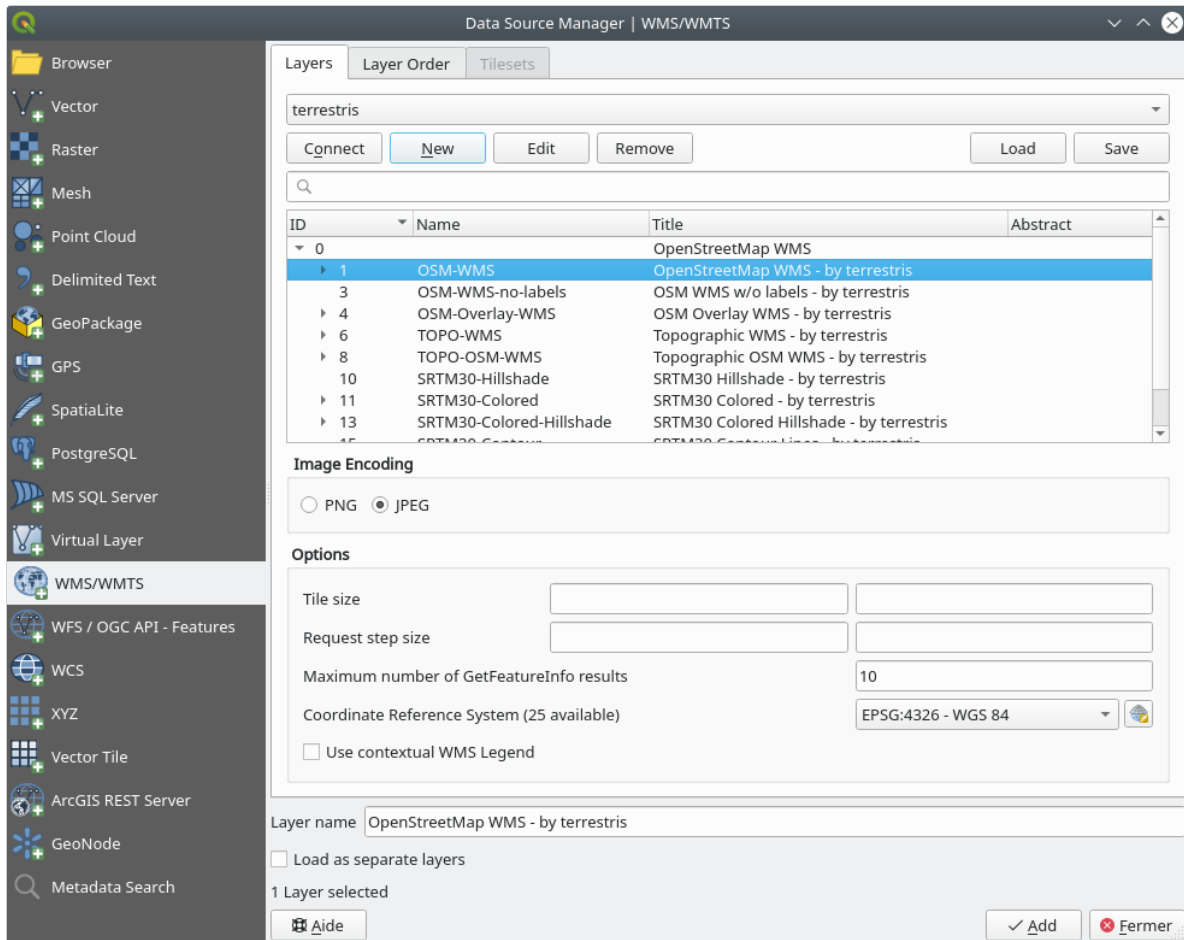 Data Source Manager | WMS/WMTS
Browser
Vector
Raster
Mesh
Point Cloud
Delimited Text
GeoPackage
GPS
SpatiaLite
PostgreSQL
MS SQL Server
Virtual Layer
WMS/WMTS
WFS / OGC API - Features
WCS
XYZ
Vector Tile
ArcGIS REST Server
GeoNode
Metadata Search
Layers Layer Order Tilesets
terrestris
Connect New Edit Remove Load Save
ID Name Title Abstract
0 OpenStreetMap WMS
1 OSM-WMS OpenStreetMap WMS - by terrestris
3 OSM-WMS-no-labels OSM WMS w/o labels - by terrestris
4 OSM-Overlay-WMS OSM Overlay WMS - by terrestris
6 TOPO-WMS Topographic WMS - by terrestris
8 TOPO-OSM-WMS Topographic OSM WMS - by terrestris
10 SRTM30-Hillshade SRTM30 Hillshade - by terrestris
11 SRTM30-Colored SRTM30 Colored - by terrestris
13 SRTM30-Colored-Hillshade SRTM30 Colored Hillshade - by terrestris
15 SRTM30-Contour SRTM30 Contour Lines - by terrestris
Image Encoding
PNG JPEG
Options
Tile size
Request step size
Maximum number of GetFeatureInfo results 10
Coordinate Reference System (25 available) EPSG:4326 - WGS 84
Use contextual WMS Legend
Layer name OpenStreetMap WMS - by terrestris
Load as separate layers
1 Layer selected
Aide Add Fermer